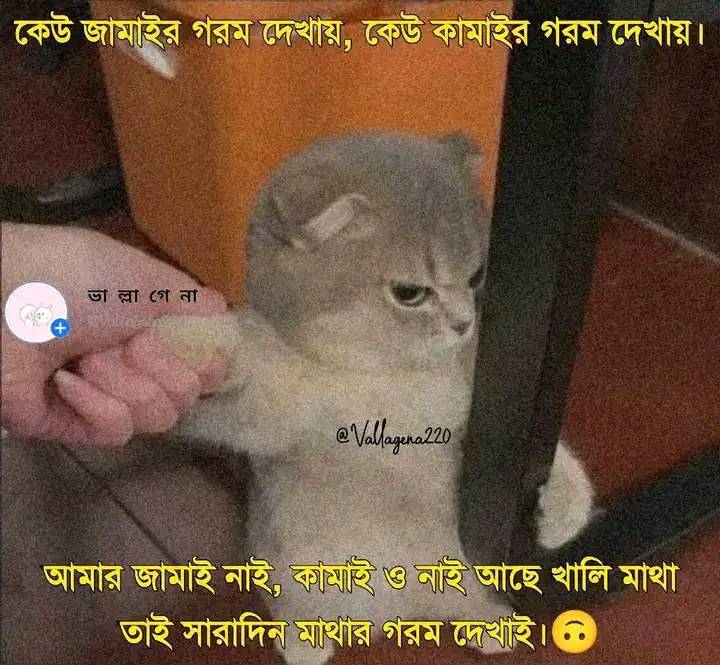 কেউ জামাইর গরম দেখায়, কেউ কামাইর গরম দেখায়।
ভা ল্লা গে না
@Vallagena220
আমার জামাই নাই, কামাই ও নাই আছে খালি মাথা
তাই সারাদিন মাথার গরম দেখাই।🙃